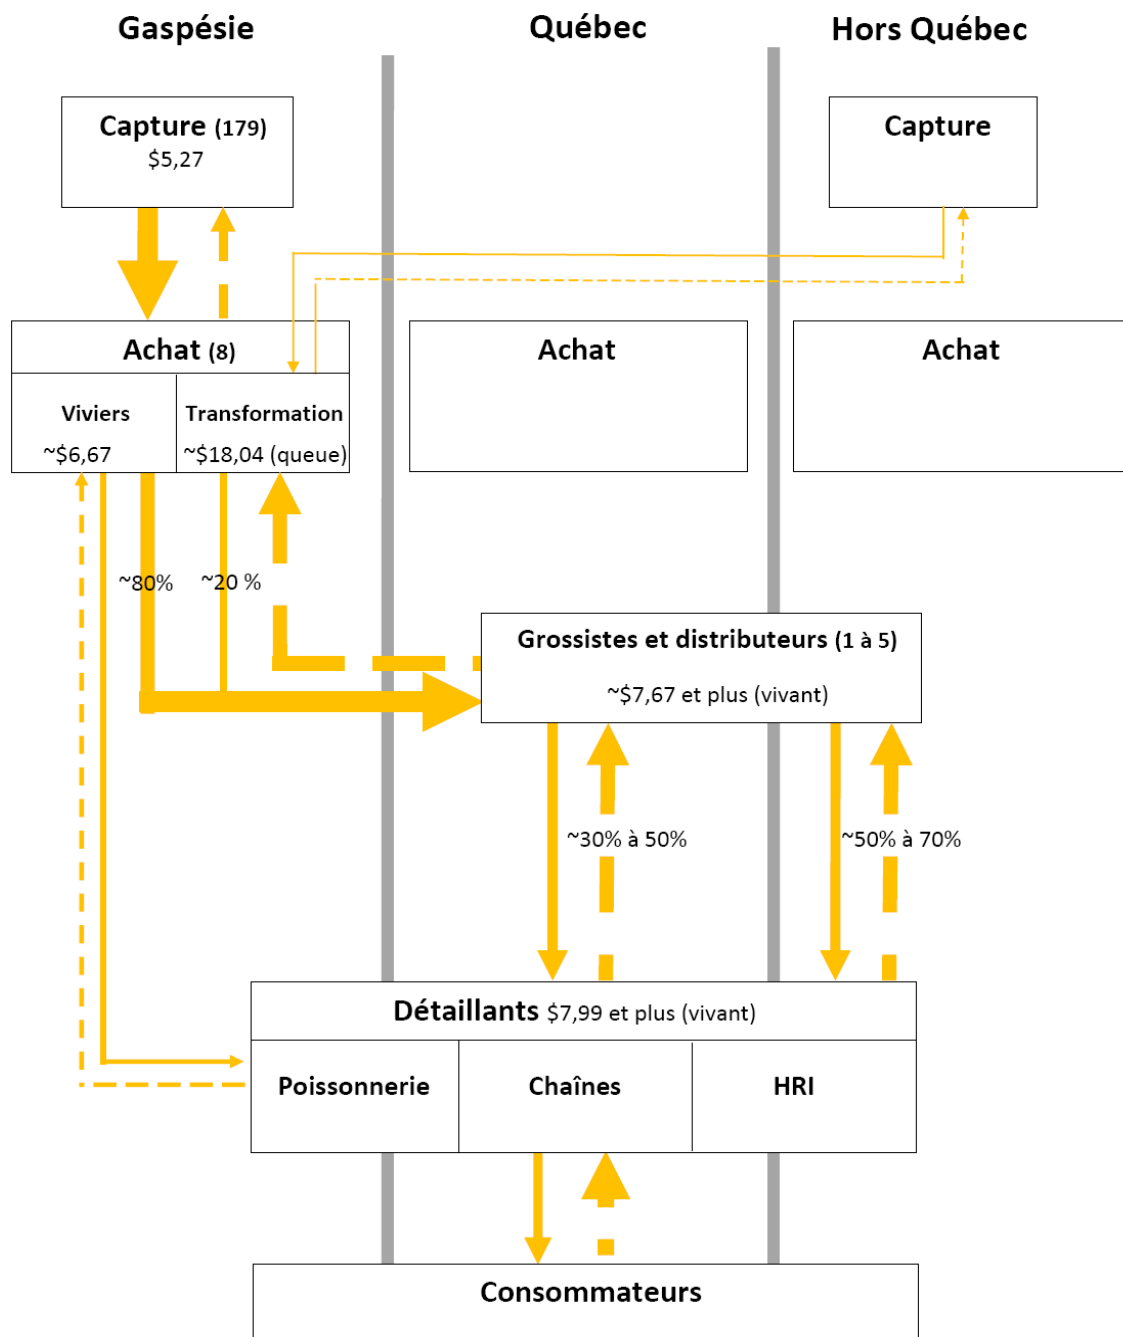 Gaspésie
Québec
Hors Québec
Capture (179)
$5,27
Capture
Achat (8)
Viviers
~$6,67
Transformation
~$18,04 (queue)
Achat
Achat
~80%
~20 %
Grossistes et distributeurs (1 à 5)
~$7,67 et plus (vivant)
~30% à 50%
~50% à 70%
Détaillants $7,99 et plus (vivant)
Poissonnerie
Chaînes
HRI
Consommateurs